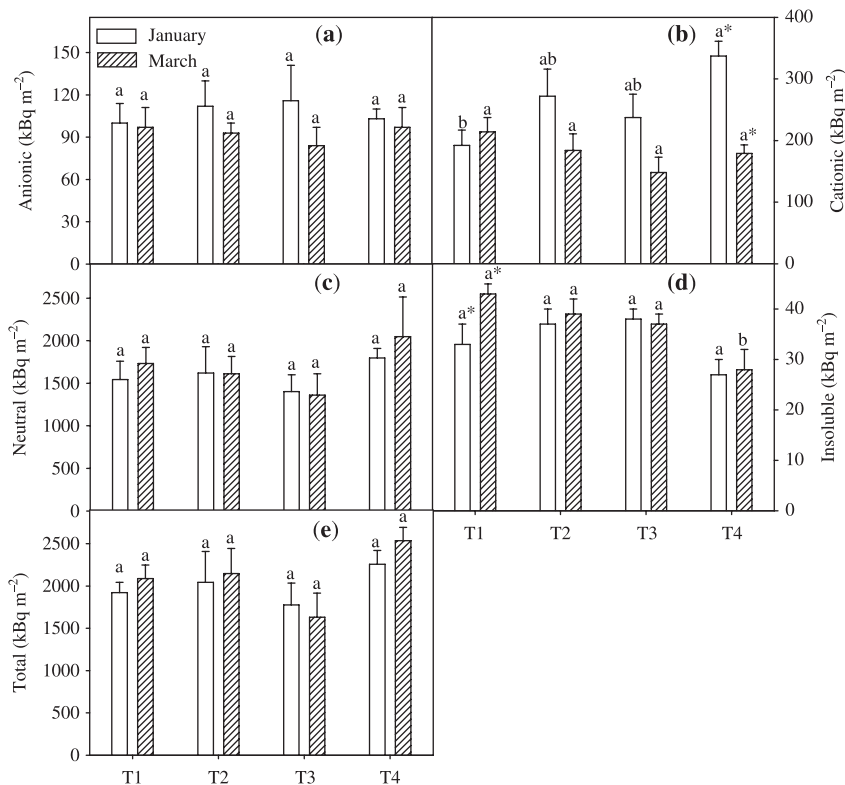 January
March
(a)
150
120
90
60
30
0
Anionic (kBq m⁻²)
a a a a a a a a
(b)
400
300
200
100
0
Cationic (kBq m⁻²)
b a ab a ab a a* a*
(c)
2500
2000
1500
1000
500
0
Neutral (kBq m⁻²)
a a a a a a a a
(d)
40
30
20
10
0
Insoluble (kBq m⁻²)
a* a* a a a a a b
T1 T2 T3 T4
(e)
2500
2000
1500
1000
500
0
Total (kBq m⁻²)
a a a a a a a a
T1 T2 T3 T4